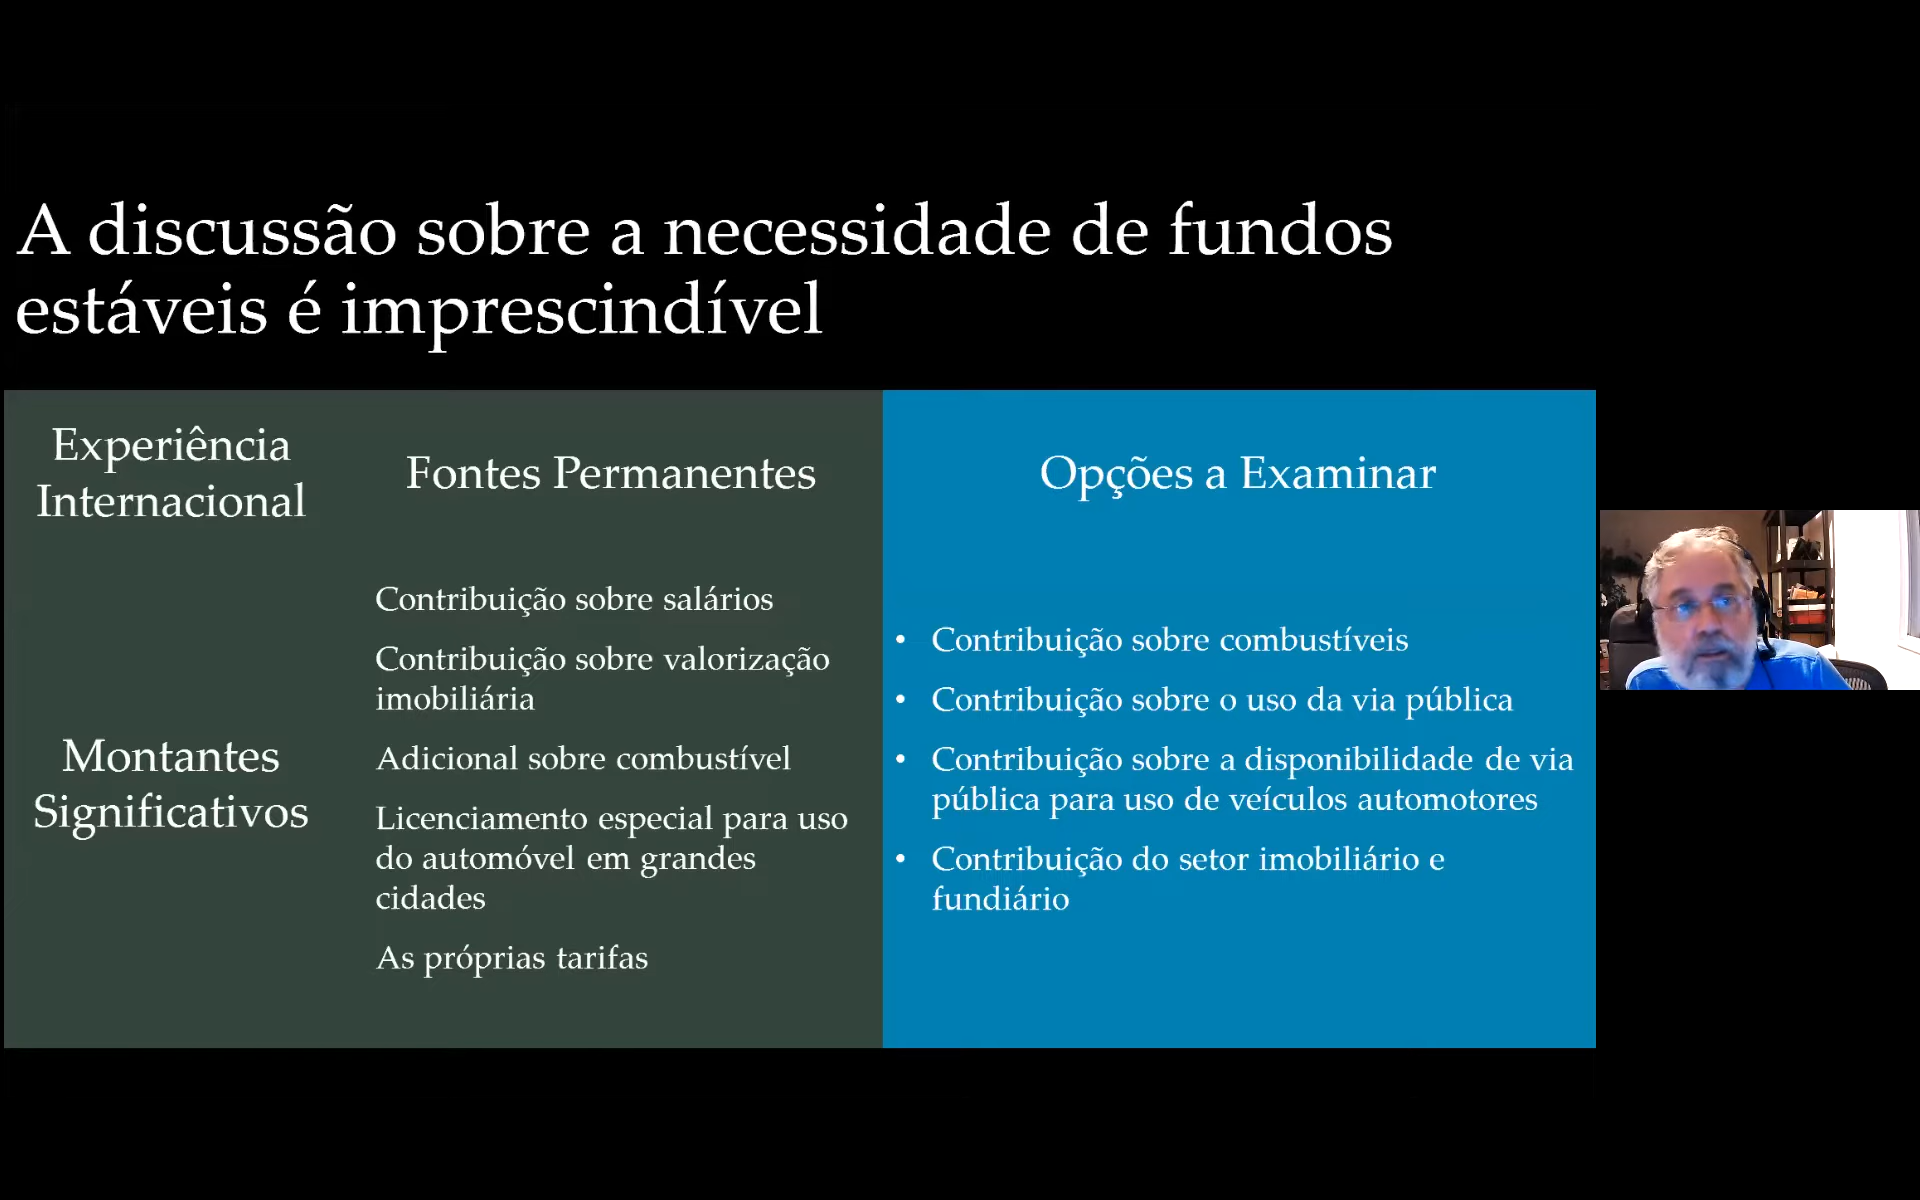 A discussão sobre a necessidade de fundos
estáveis é imprescindível
Experiência
Internacional
Fontes Permanentes
Opções a Examinar
Montantes
Significativos
Contribuição sobre salários
Contribuição sobre valorização
imobiliária
Adicional sobre combustível
Licenciamento especial para uso
do automóvel em grandes
cidades
As próprias tarifas
• Contribuição sobre combustíveis
• Contribuição sobre o uso da via pública
• Contribuição sobre a disponibilidade de via
pública para uso de veículos automotores
• Contribuição do setor imobiliário e
fundiário